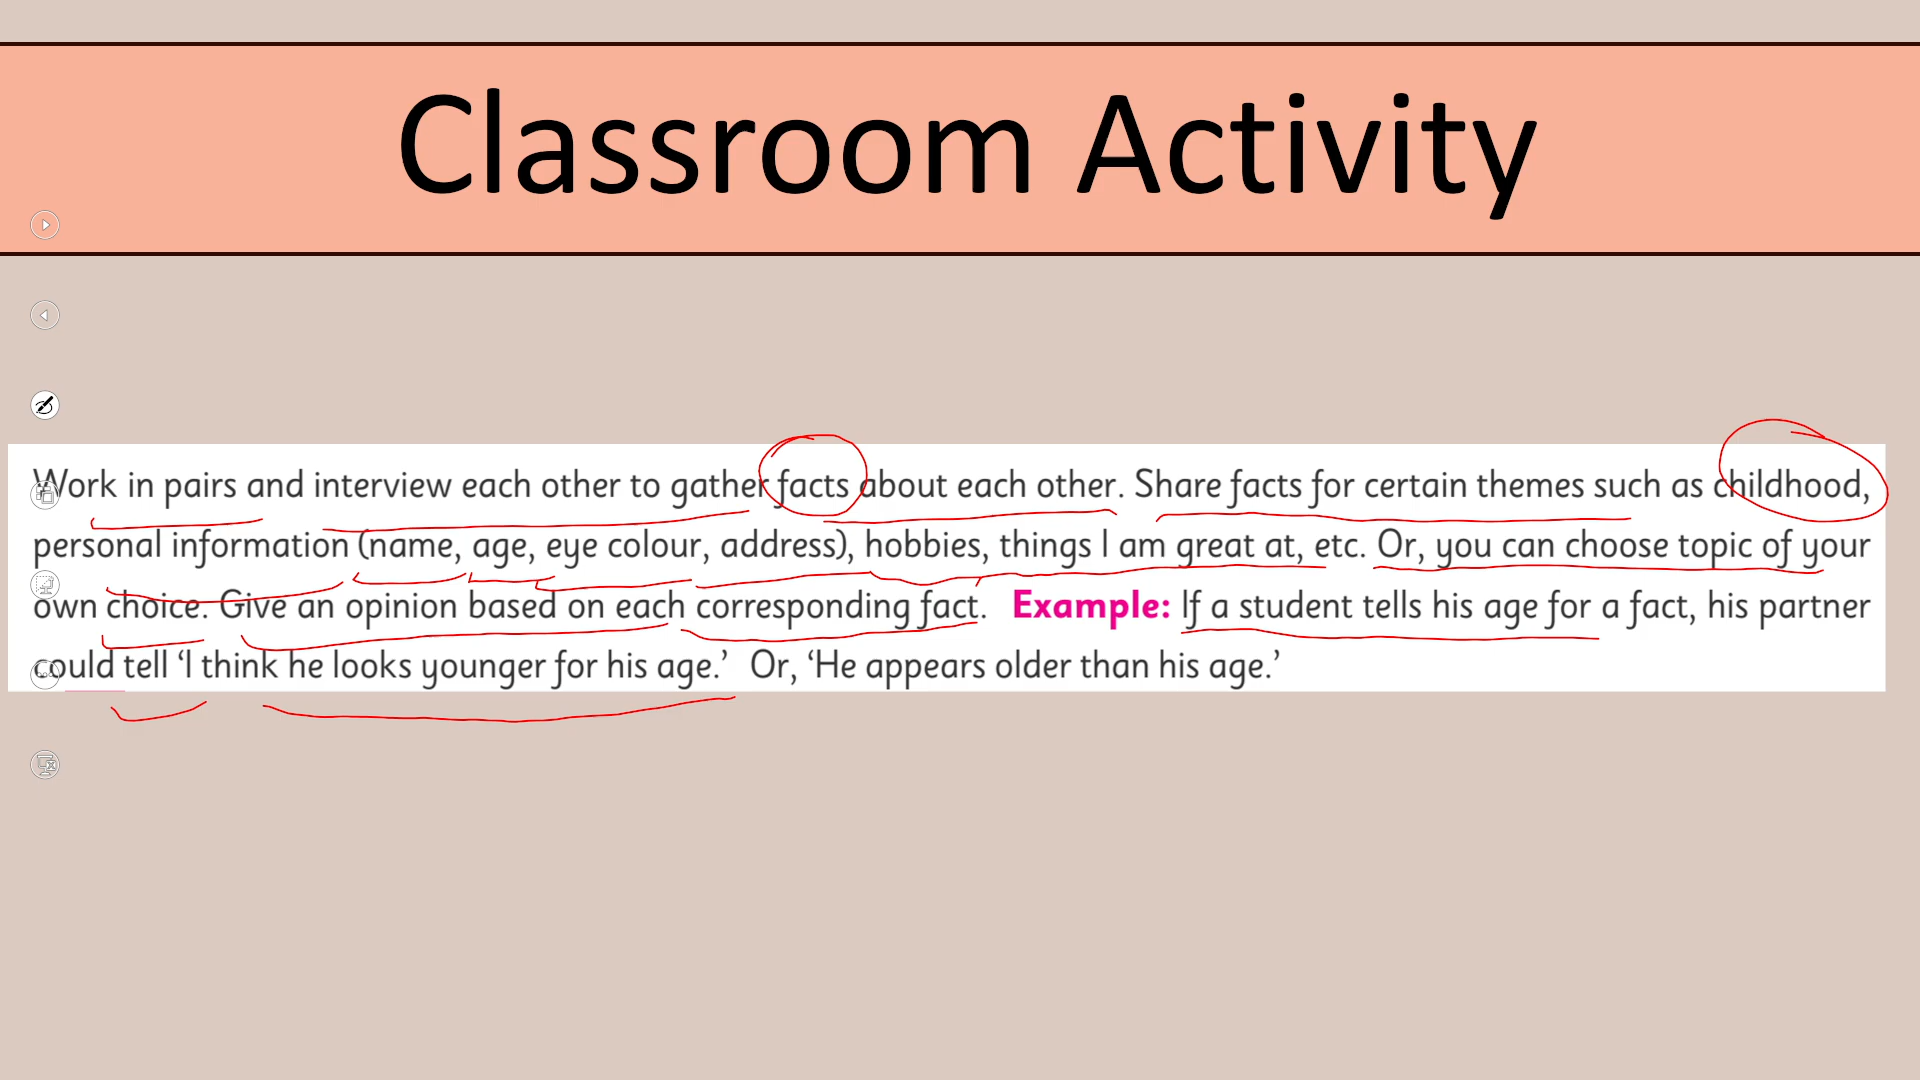 Classroom Activity
Work in pairs and interview each other to gather facts about each other. Share facts for certain themes such as childhood,
personal information (name, age, eye colour, address), hobbies, things I am great at, etc. Or, you can choose topic of your
own choice. Give an opinion based on each corresponding fact. Example: If a student tells his age for a fact, his partner
could tell ‘I think he looks younger for his age.’ Or, ‘He appears older than his age.’